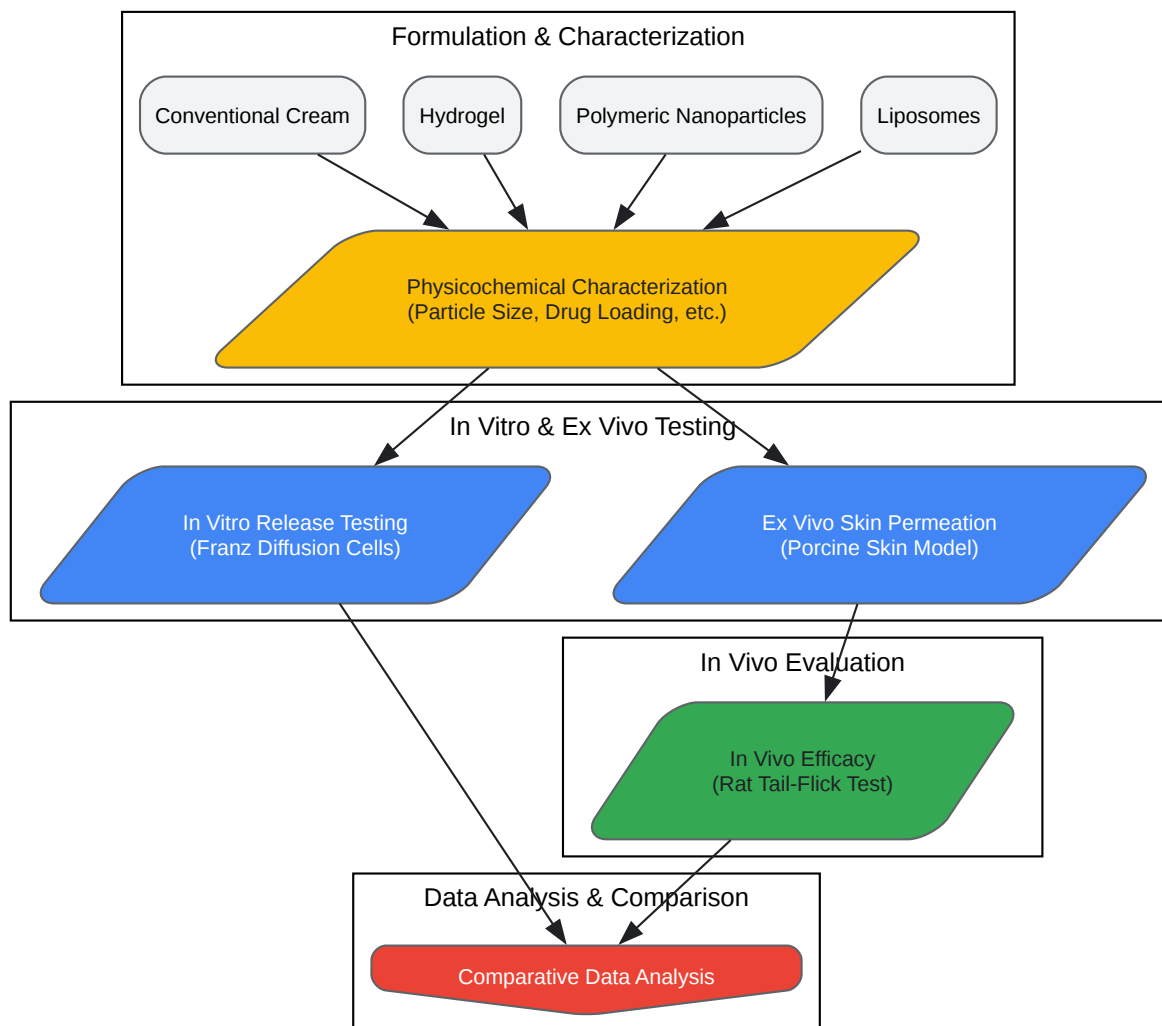 Formulation & Characterization
Conventional Cream
Hydrogel
Polymeric Nanoparticles
Liposomes
Physicochemical Characterization
(Particle Size, Drug Loading, etc.)
In Vitro & Ex Vivo Testing
In Vitro Release Testing
(Franz Diffusion Cells)
Ex Vivo Skin Permeation
(Porcine Skin Model)
In Vivo Evaluation
In Vivo Efficacy
(Rat Tail-Flick Test)
Data Analysis & Comparison
Comparative Data Analysis